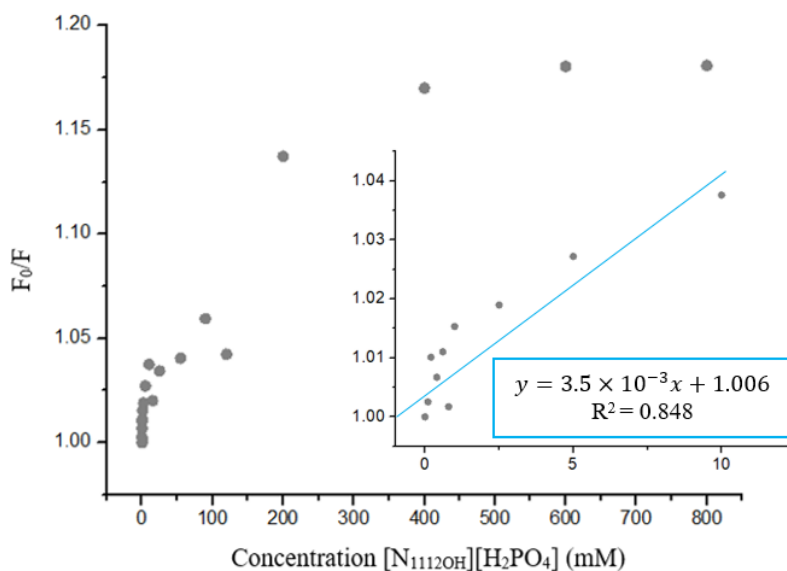 1.20
1.15
1.10
1.05
1.00
F₀/F
0 100 200 300 400 500 600 700 800
Concentration [N₁₁₁₂OH][H₂PO₄] (mM)
1.04
1.03
1.02
1.01
1.00
0 5 10
y = 3.5 × 10⁻³x + 1.006
R² = 0.848